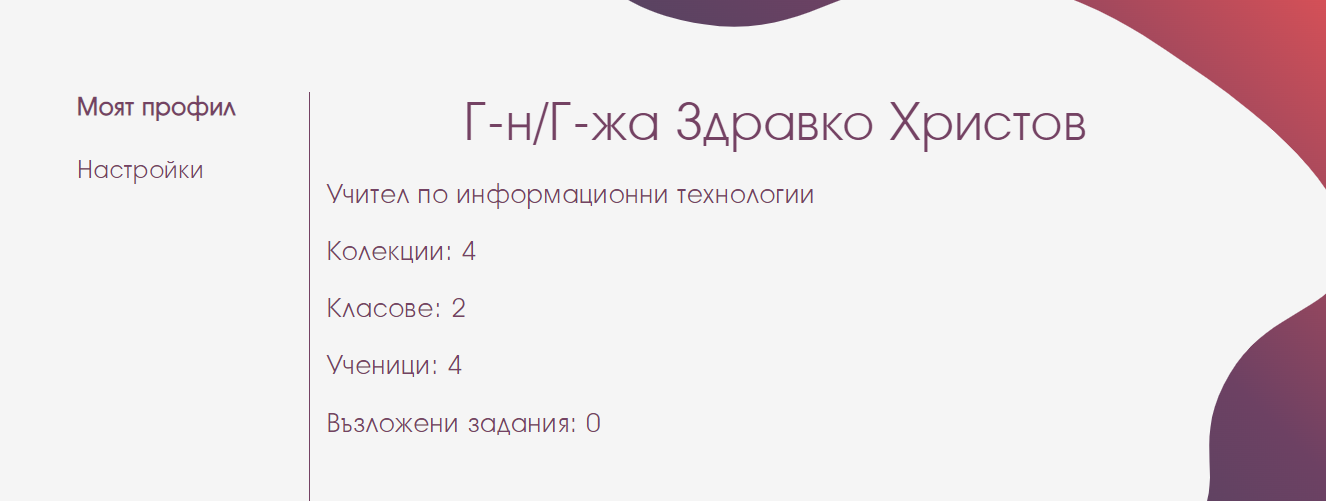 Моят профил
Настройки
Г-н/Г-жа Здравко Христов
Учител по информационни технологии
Колекции: 4
Класове: 2
Ученици: 4
Възложени задания: 0